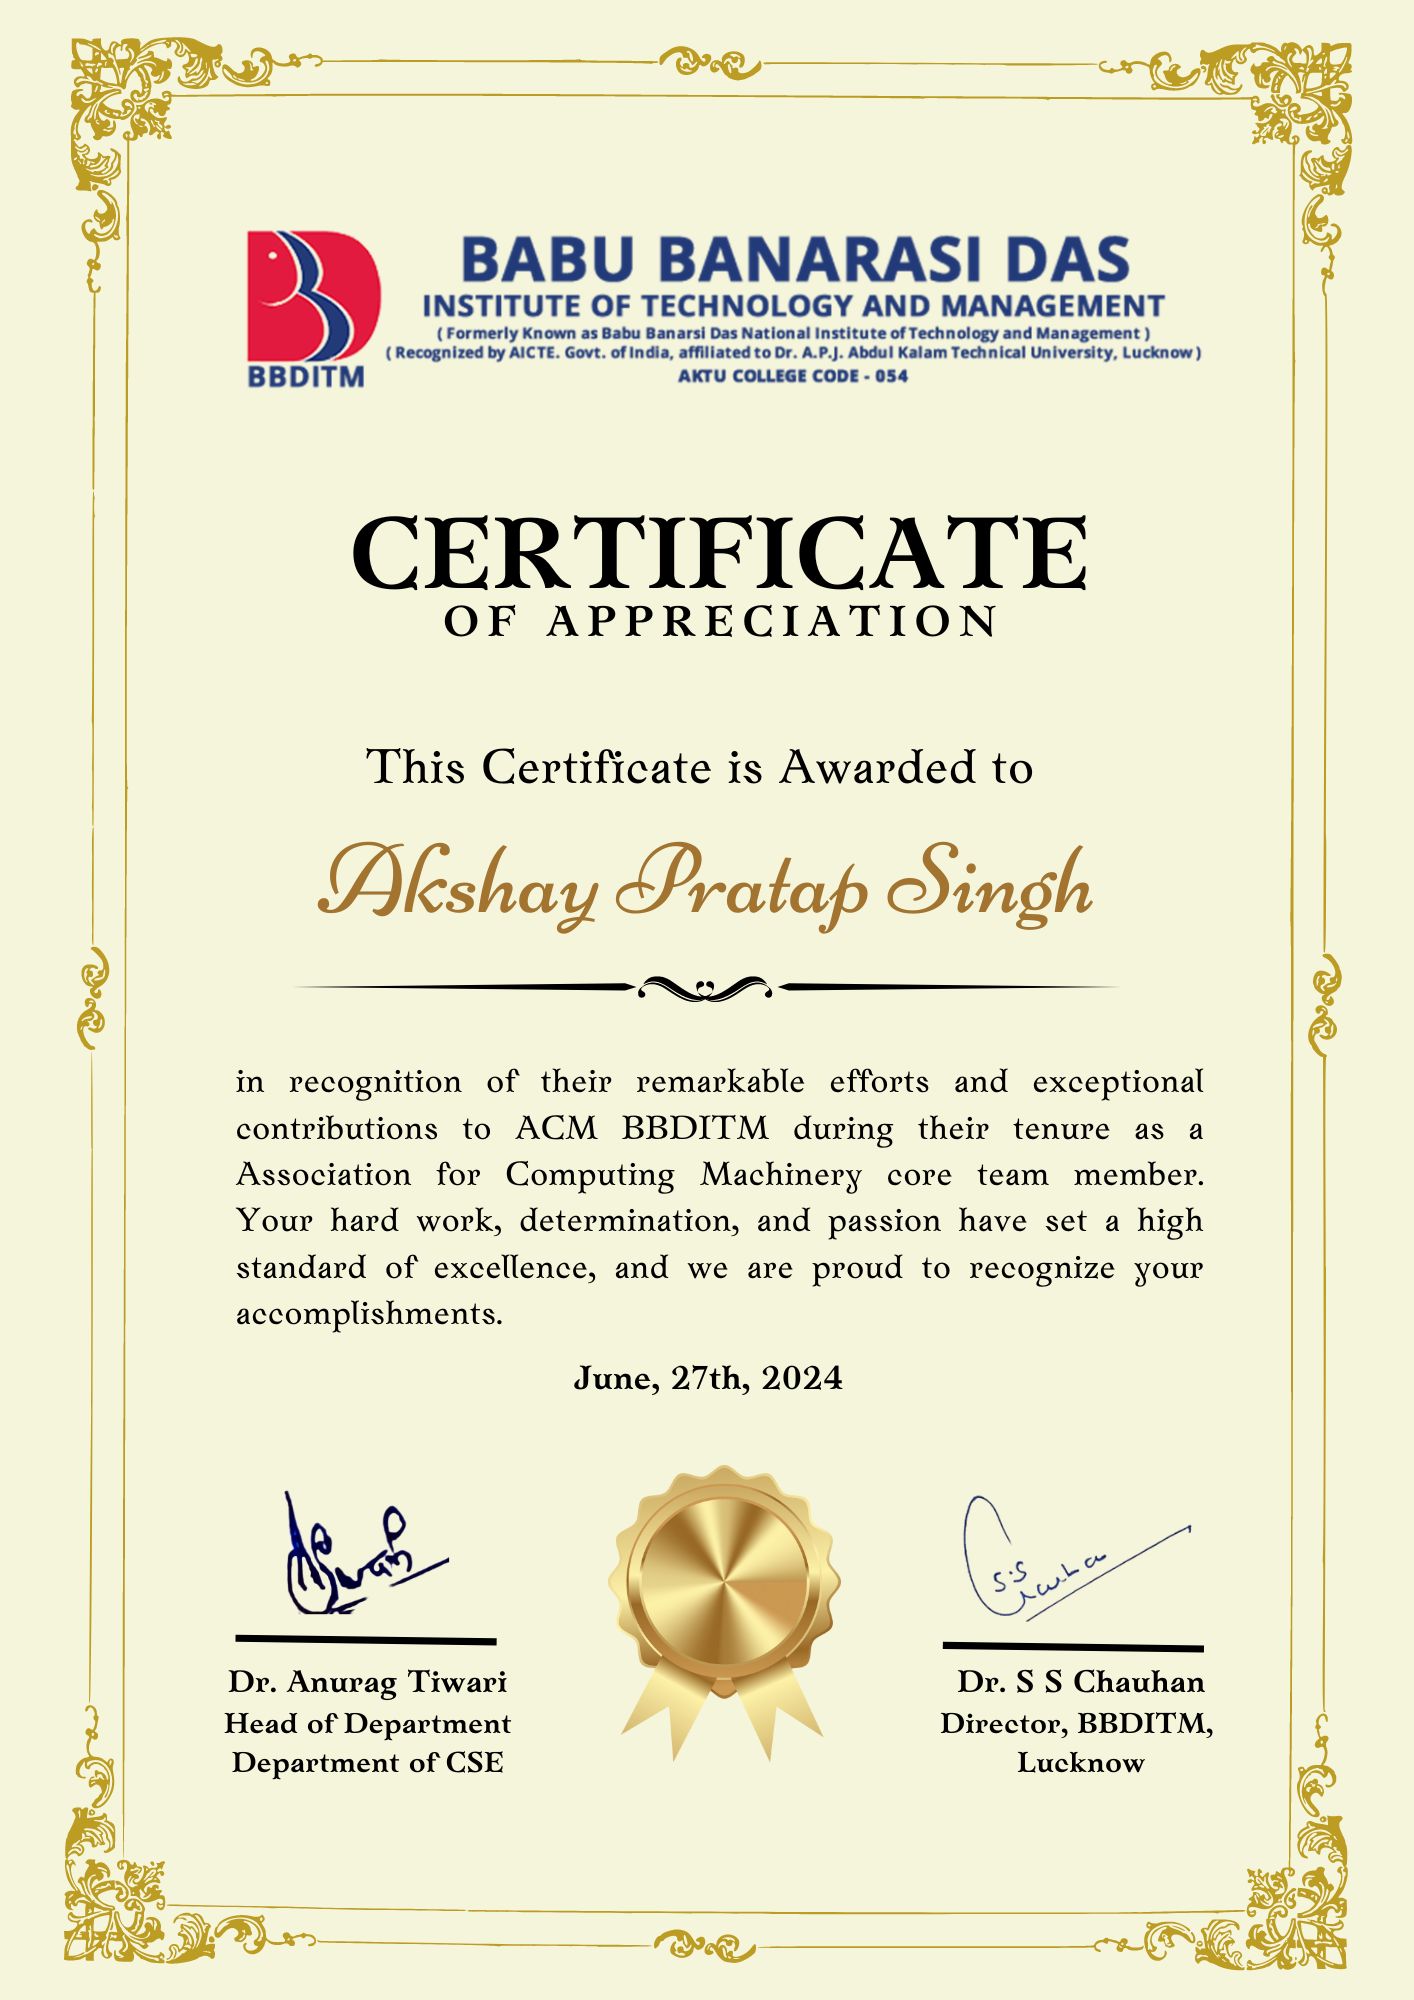 BABU BANARASI DAS
INSTITUTE OF TECHNOLOGY AND MANAGEMENT
( Formerly Known as Babu Banarsi Das National Institute of Technology and Management )
( Recognized by AICTE. Govt. of India, affiliated to Dr. A.P.J. Abdul Kalam Technical University, Lucknow )
AKTU COLLEGE CODE - 054
BBDITM
CERTIFICATE
OF APPRECIATION
This Certificate is Awarded to
Akshay Pratap Singh
in recognition of their remarkable efforts and exceptional
contributions to ACM BBDITM during their tenure as a
Association for Computing Machinery core team member.
Your hard work, determination, and passion have set a high
standard of excellence, and we are proud to recognize your
accomplishments.
June, 27th, 2024
S.S
Dr. Anurag Tiwari
Head of Department
Department of CSE
Dr. S S Chauhan
Director, BBDITM,
Lucknow